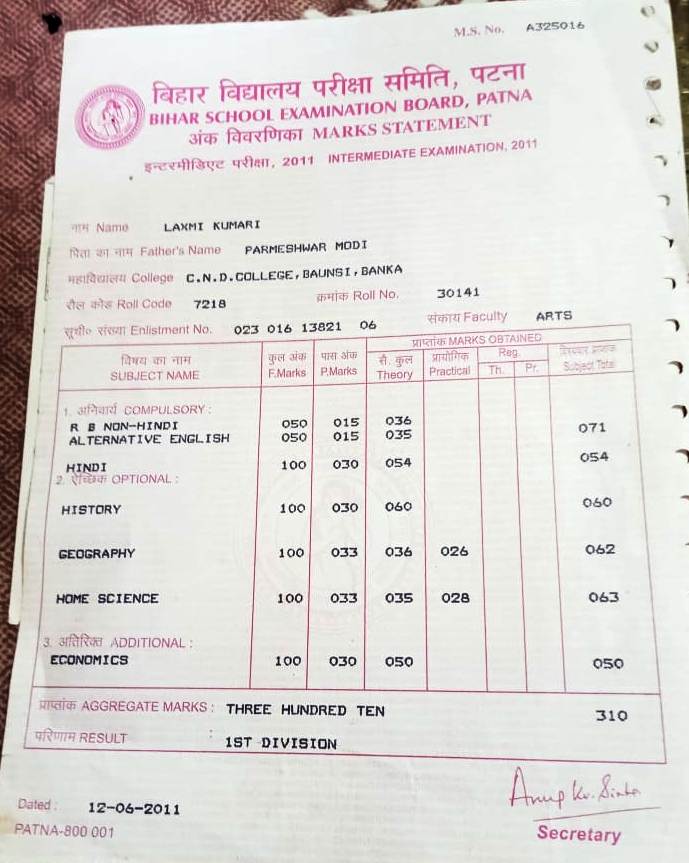 M.S. No. A325016
बिहार विद्यालय परीक्षा समिति, पटना
BIHAR SCHOOL EXAMINATION BOARD, PATNA
अंक विवरणिका MARKS STATEMENT
इन्टरमीडिएट परीक्षा, 2011 INTERMEDIATE EXAMINATION, 2011
नाम Name LAXMI KUMARI
पिता का नाम Father's Name PARMESHWAR MODI
महाविद्यालय College C.N.D.COLLEGE,BAUNSI,BANKA
रौल कोड Roll Code 7218 क्रमांक Roll No. 30141
सूची० संख्या Enlistment No. 023 016 13821 06 संकाय Faculty ARTS
प्राप्तांक MARKS OBTAINED
विषय का नाम कुल अंक पास अंक सै. कुल प्रायोगिक Reg.
SUBJECT NAME F.Marks P.Marks Theory Practical Th. Pr. Subject Total
1. अनिवार्य COMPULSORY :
R B NON-HINDI 050 015 036
ALTERNATIVE ENGLISH 050 015 035 071
HINDI 100 030 054 054
2. ऐच्छिक OPTIONAL :
HISTORY 100 030 060 060
GEOGRAPHY 100 033 036 026 062
HOME SCIENCE 100 033 035 028 063
3. अतिरिक्त ADDITIONAL :
ECONOMICS 100 030 050 050
प्राप्तांक AGGREGATE MARKS : THREE HUNDRED TEN 310
परिणाम RESULT : 1ST DIVISION
Anup Kr. Sinha
Dated : 12-06-2011
PATNA-800 001
Secretary